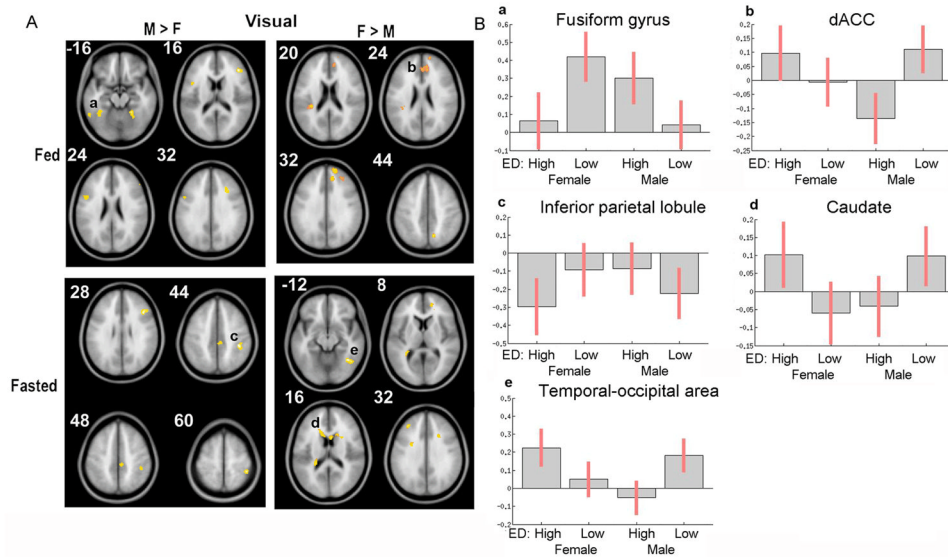 A
Visual
M > F
F > M
Fed
-16
16
20
24
a
b
24
32
32
44
Fasted
28
44
-12
8
c
e
48
60
16
32
d
B
a
Fusiform gyrus
0.6
0.5
0.4
0.3
0.2
0.1
0
-0.1
ED: High Low High Low
Female Male
b
dACC
0.2
0.15
0.1
0.05
0
-0.05
-0.1
-0.15
-0.2
-0.25
ED: High Low High Low
Female Male
c
Inferior parietal lobule
0
-0.1
-0.2
-0.3
-0.4
-0.5
ED: High Low High Low
Female Male
d
Caudate
0.2
0.15
0.1
0.05
0
-0.05
-0.1
-0.15
ED: High Low High Low
Female Male
e
Temporal-occipital area
0.5
0.4
0.3
0.2
0.1
0
-0.1
-0.2
ED: High Low High Low
Female Male